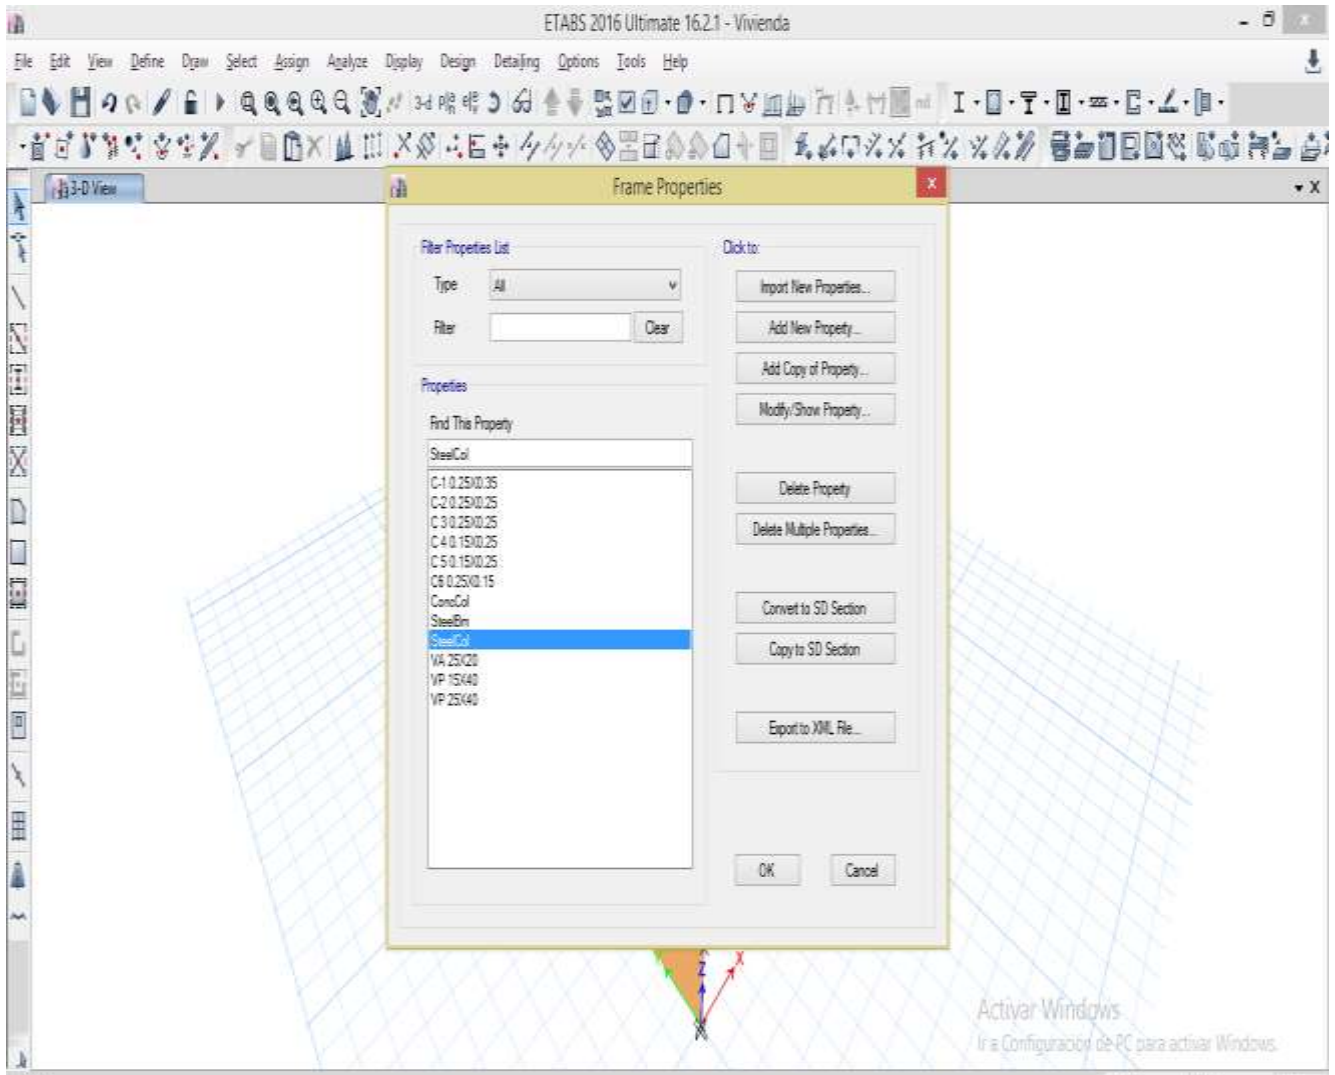 ETABS 2016 Ultimate 16.2.1 - Vivienda
File Edit View Define Draw Select Assign Analyze Display Design Detailing Options Tools Help
3-d
3-D View
X
Frame Properties
x
Filter Properties List
Type All
Filter Clear
Properties
Find This Property
SteelCol
C-1 0.25X0.35
C-2 0.25X0.25
C 3 0.25X0.25
C 4 0.15X0.25
C 5 0.15X0.25
C6 0.25X0.15
ConcCol
SteelBm
SteelCol
VA 25X20
VP 15X40
VP 25X40
Click to:
Import New Properties...
Add New Property...
Add Copy of Property...
Modify/Show Property...
Delete Property
Delete Multiple Properties...
Convert to SD Section
Copy to SD Section
Export to XML File...
OK Cancel
Z
X
Activar Windows
Ir a Configuración de PC para activar Windows.